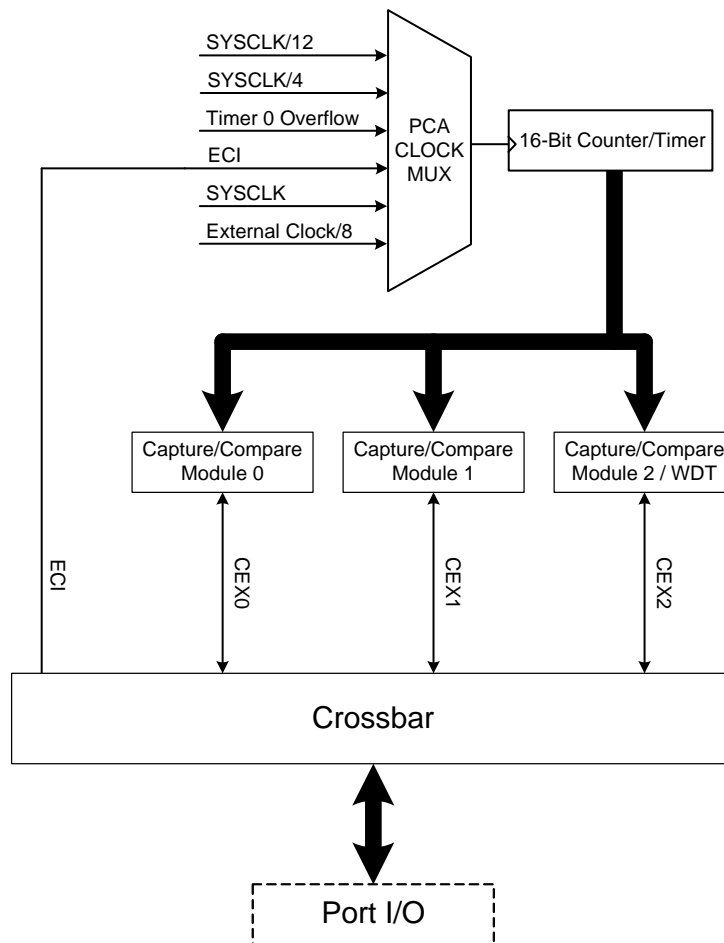 SYSCLK/12
SYSCLK/4
Timer 0 Overflow
ECI
SYSCLK
External Clock/8
PCA
CLOCK
MUX
16-Bit Counter/Timer
Capture/Compare
Module 0
Capture/Compare
Module 1
Capture/Compare
Module 2 / WDT
ECI
CEX0
CEX1
CEX2
Crossbar
Port I/O